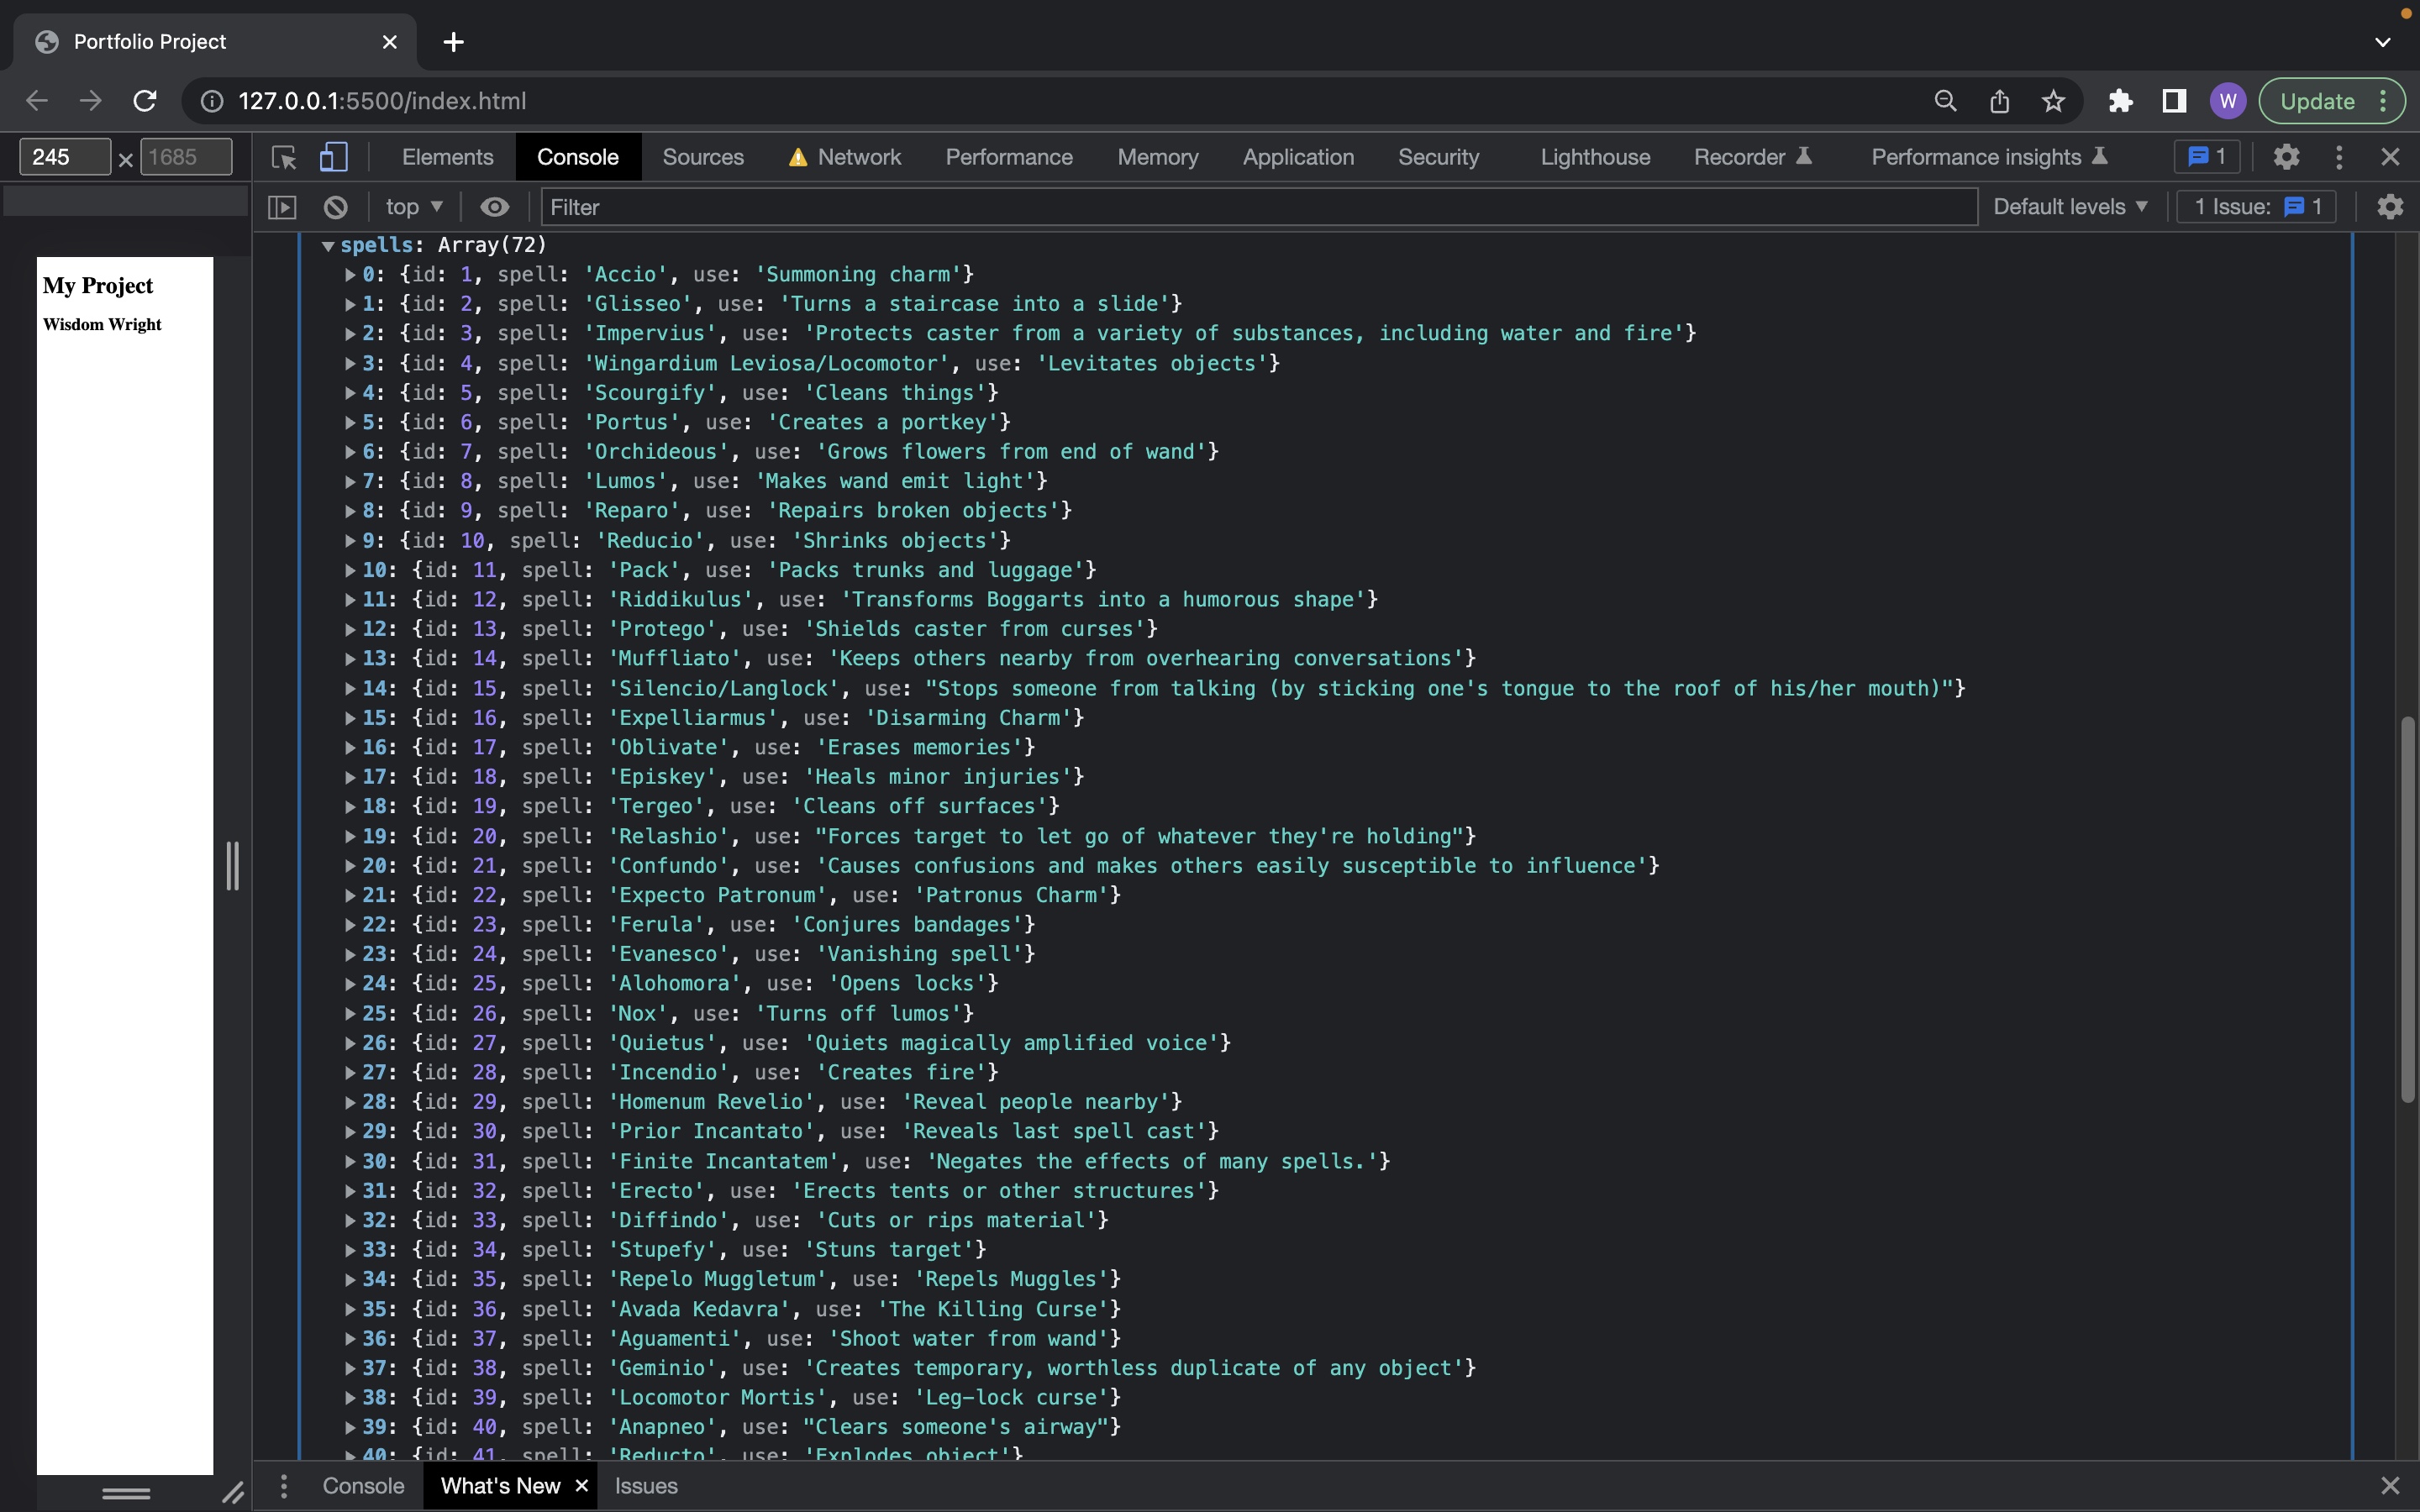 Portfolio Project
127.0.0.1:5500/index.html
W
Update
245 × 1685
Elements Console Sources Network Performance Memory Application Security Lighthouse Recorder Performance insights 1
top Filter Default levels 1 Issue: 1
My Project
Wisdom Wright
spells: Array(72)
0: {id: 1, spell: 'Accio', use: 'Summoning charm'}
1: {id: 2, spell: 'Glisseo', use: 'Turns a staircase into a slide'}
2: {id: 3, spell: 'Impervius', use: 'Protects caster from a variety of substances, including water and fire'}
3: {id: 4, spell: 'Wingardium Leviosa/Locomotor', use: 'Levitates objects'}
4: {id: 5, spell: 'Scourgify', use: 'Cleans things'}
5: {id: 6, spell: 'Portus', use: 'Creates a portkey'}
6: {id: 7, spell: 'Orchideous', use: 'Grows flowers from end of wand'}
7: {id: 8, spell: 'Lumos', use: 'Makes wand emit light'}
8: {id: 9, spell: 'Reparo', use: 'Repairs broken objects'}
9: {id: 10, spell: 'Reducio', use: 'Shrinks objects'}
10: {id: 11, spell: 'Pack', use: 'Packs trunks and luggage'}
11: {id: 12, spell: 'Riddikulus', use: 'Transforms Boggarts into a humorous shape'}
12: {id: 13, spell: 'Protego', use: 'Shields caster from curses'}
13: {id: 14, spell: 'Muffliato', use: 'Keeps others nearby from overhearing conversations'}
14: {id: 15, spell: 'Silencio/Langlock', use: "Stops someone from talking (by sticking one's tongue to the roof of his/her mouth)"}
15: {id: 16, spell: 'Expelliarmus', use: 'Disarming Charm'}
16: {id: 17, spell: 'Oblivate', use: 'Erases memories'}
17: {id: 18, spell: 'Episkey', use: 'Heals minor injuries'}
18: {id: 19, spell: 'Tergeo', use: 'Cleans off surfaces'}
19: {id: 20, spell: 'Relashio', use: "Forces target to let go of whatever they're holding"}
20: {id: 21, spell: 'Confundo', use: 'Causes confusions and makes others easily susceptible to influence'}
21: {id: 22, spell: 'Expecto Patronum', use: 'Patronus Charm'}
22: {id: 23, spell: 'Ferula', use: 'Conjures bandages'}
23: {id: 24, spell: 'Evanesco', use: 'Vanishing spell'}
24: {id: 25, spell: 'Alohomora', use: 'Opens locks'}
25: {id: 26, spell: 'Nox', use: 'Turns off lumos'}
26: {id: 27, spell: 'Quietus', use: 'Quiets magically amplified voice'}
27: {id: 28, spell: 'Incendio', use: 'Creates fire'}
28: {id: 29, spell: 'Homenum Revelio', use: 'Reveal people nearby'}
29: {id: 30, spell: 'Prior Incantato', use: 'Reveals last spell cast'}
30: {id: 31, spell: 'Finite Incantatem', use: 'Negates the effects of many spells.'}
31: {id: 32, spell: 'Erecto', use: 'Erects tents or other structures'}
32: {id: 33, spell: 'Diffindo', use: 'Cuts or rips material'}
33: {id: 34, spell: 'Stupefy', use: 'Stuns target'}
34: {id: 35, spell: 'Repelo Muggletum', use: 'Repels Muggles'}
35: {id: 36, spell: 'Avada Kedavra', use: 'The Killing Curse'}
36: {id: 37, spell: 'Aguamenti', use: 'Shoot water from wand'}
37: {id: 38, spell: 'Geminio', use: 'Creates temporary, worthless duplicate of any object'}
38: {id: 39, spell: 'Locomotor Mortis', use: 'Leg-lock curse'}
39: {id: 40, spell: 'Anapneo', use: "Clears someone's airway"}
40: {id: 41, spell: 'Reducto', use: 'Explodes object'}
Console What's New Issues